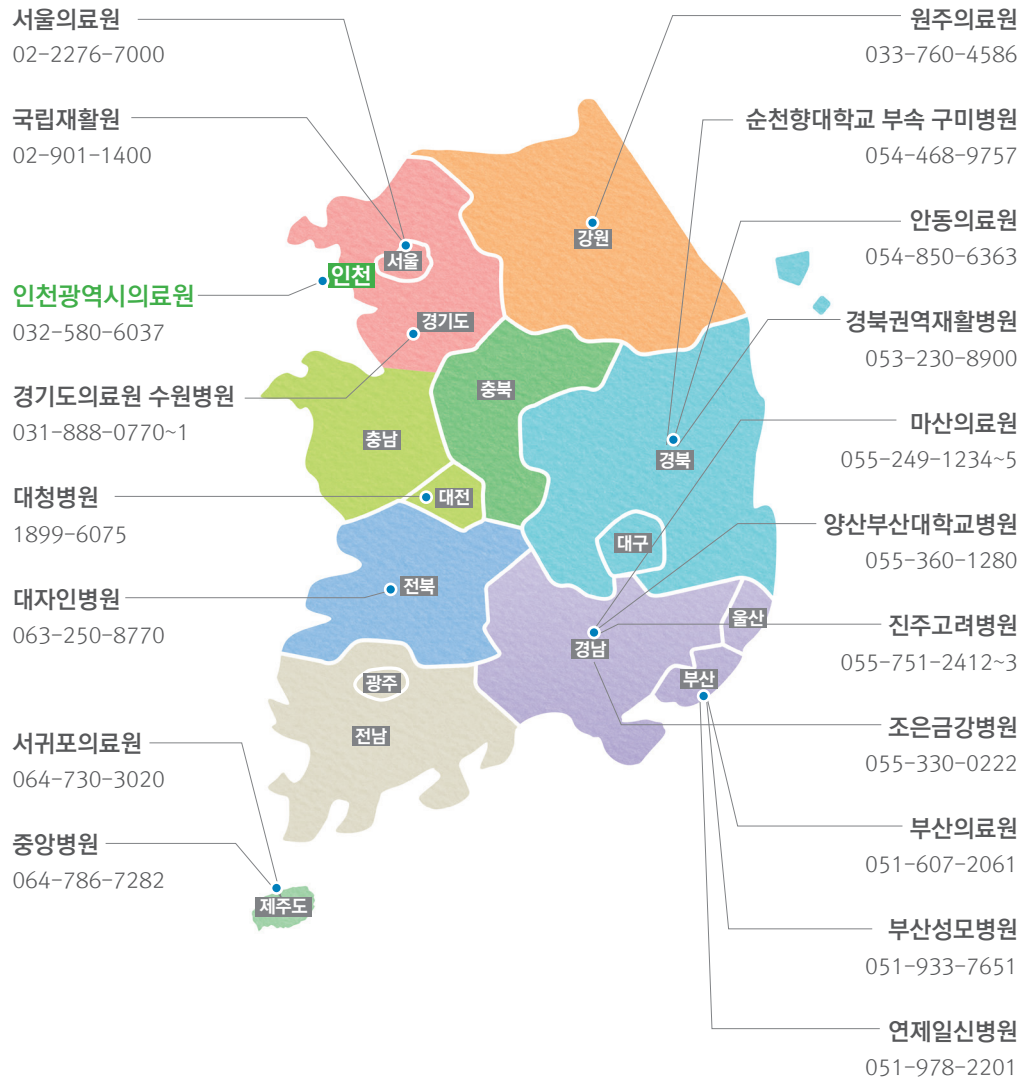 서울의료원
02-2276-7000
국립재활원
02-901-1400
인천광역시의료원
032-580-6037
경기도의료원 수원병원
031-888-0770~1
대청병원
1899-6075
대자인병원
063-250-8770
서귀포의료원
064-730-3020
중앙병원
064-786-7282
강원
서울
인천
경기도
충북
충남
경북
대전
대구
전북
울산
경남
부산
광주
전남
제주도
원주의료원
033-760-4586
순천향대학교 부속 구미병원
054-468-9757
안동의료원
054-850-6363
경북권역재활병원
053-230-8900
마산의료원
055-249-1234~5
양산부산대학교병원
055-360-1280
진주고려병원
055-751-2412~3
조은금강병원
055-330-0222
부산의료원
051-607-2061
부산성모병원
051-933-7651
연제일신병원
051-978-2201